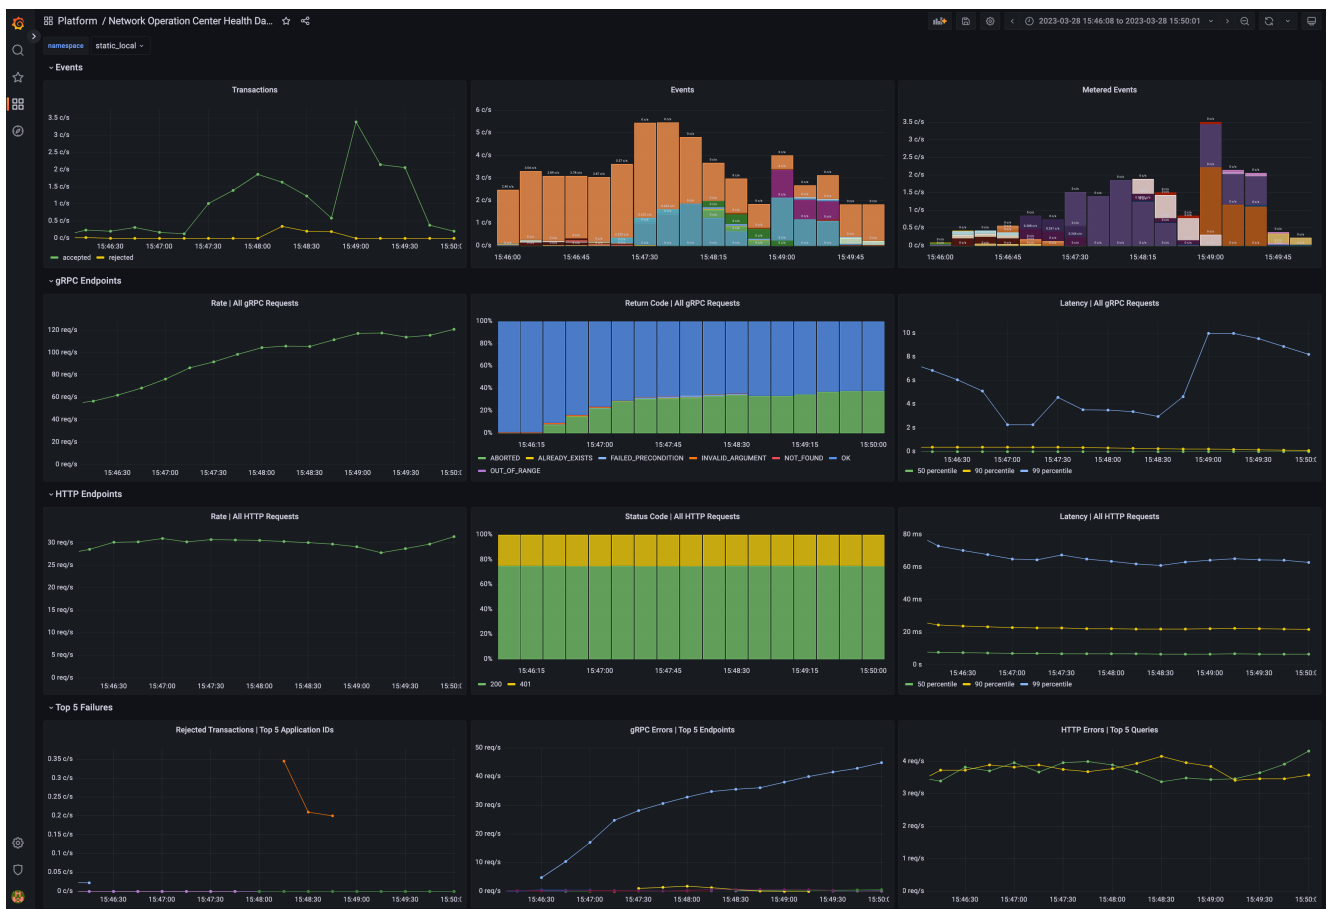 Platform / Network Operation Center Health Da...
2023-03-28 15:46:08 to 2023-03-28 15:50:01
namespace static_local
Events
Transactions
3.5 c/s
3 c/s
2.5 c/s
2 c/s
1.5 c/s
1 c/s
0.5 c/s
0 c/s
15:46:30 15:47:00 15:47:30 15:48:00 15:48:30 15:49:00 15:49:30 15:50:(
accepted rejected
Events
6 c/s
5 c/s
4 c/s
3 c/s
2 c/s
1 c/s
0 c/s
15:46:00 15:46:45 15:47:30 15:48:15 15:49:00 15:49:45
Metered Events
3.5 c/s
3 c/s
2.5 c/s
2 c/s
1.5 c/s
1 c/s
0.5 c/s
0 c/s
15:46:00 15:46:45 15:47:30 15:48:15 15:49:00 15:49:45
gRPC Endpoints
Rate | All gRPC Requests
120 req/s
100 req/s
80 req/s
60 req/s
40 req/s
20 req/s
0 req/s
15:46:30 15:47:00 15:47:30 15:48:00 15:48:30 15:49:00 15:49:30 15:50:(
Return Code | All gRPC Requests
100%
80%
60%
40%
20%
0%
15:46:15 15:47:00 15:47:45 15:48:30 15:49:15 15:50:00
ABORTED ALREADY_EXISTS FAILED_PRECONDITION INVALID_ARGUMENT NOT_FOUND OK
OUT_OF_RANGE
Latency | All gRPC Requests
10 s
8 s
6 s
4 s
2 s
0 s
15:46:30 15:47:00 15:47:30 15:48:00 15:48:30 15:49:00 15:49:30 15:50:(
50 percentile 90 percentile 99 percentile
HTTP Endpoints
Rate | All HTTP Requests
30 req/s
25 req/s
20 req/s
15 req/s
10 req/s
5 req/s
0 req/s
15:46:30 15:47:00 15:47:30 15:48:00 15:48:30 15:49:00 15:49:30 15:50:(
Status Code | All HTTP Requests
100%
80%
60%
40%
20%
0%
15:46:15 15:47:00 15:47:45 15:48:30 15:49:15 15:50:00
200 401
Latency | All HTTP Requests
80 ms
60 ms
40 ms
20 ms
0 s
15:46:30 15:47:00 15:47:30 15:48:00 15:48:30 15:49:00 15:49:30 15:50:(
50 percentile 90 percentile 99 percentile
Top 5 Failures
Rejected Transactions | Top 5 Application IDs
0.35 c/s
0.3 c/s
0.25 c/s
0.2 c/s
0.15 c/s
0.1 c/s
0.05 c/s
0 c/s
15:46:30 15:47:00 15:47:30 15:48:00 15:48:30 15:49:00 15:49:30 15:50:(
gRPC Errors | Top 5 Endpoints
50 req/s
40 req/s
30 req/s
20 req/s
10 req/s
0 req/s
15:46:30 15:47:00 15:47:30 15:48:00 15:48:30 15:49:00 15:49:30 15:50:(
HTTP Errors | Top 5 Queries
4 req/s
3 req/s
2 req/s
1 req/s
0 req/s
15:46:30 15:47:00 15:47:30 15:48:00 15:48:30 15:49:00 15:49:30 15:50:(